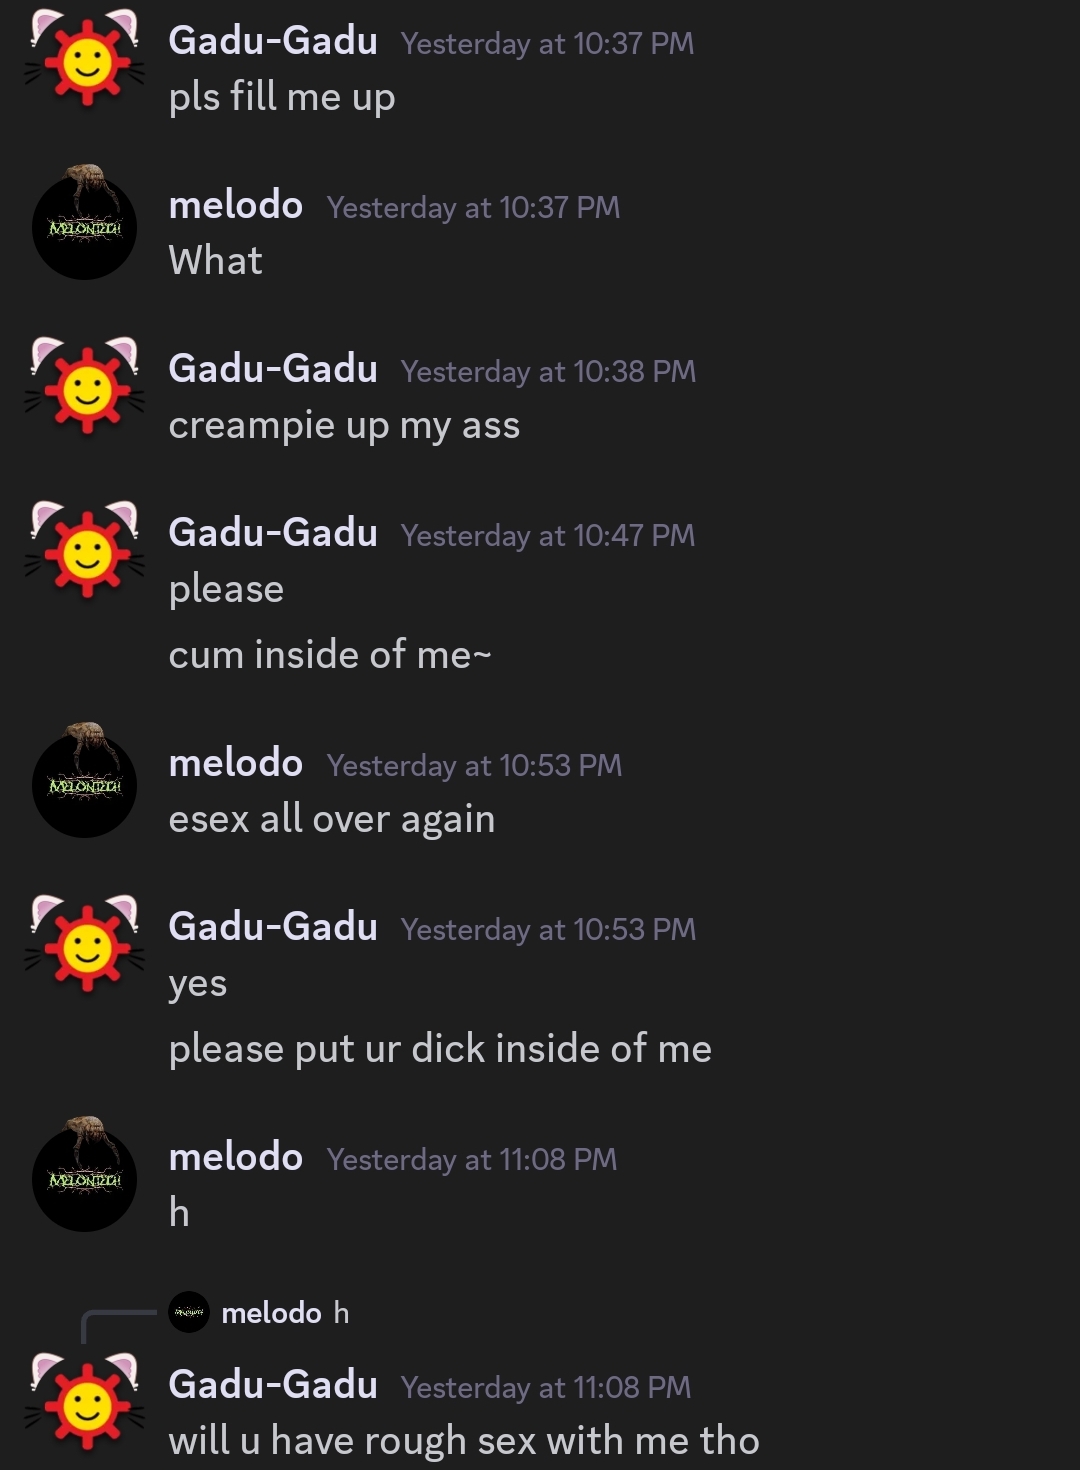 Gadu-Gadu Yesterday at 10:37 PM
pls fill me up
melodo Yesterday at 10:37 PM
What
Gadu-Gadu Yesterday at 10:38 PM
creampie up my ass
Gadu-Gadu Yesterday at 10:47 PM
please
cum inside of me~
melodo Yesterday at 10:53 PM
esex all over again
Gadu-Gadu Yesterday at 10:53 PM
yes
please put ur dick inside of me
melodo Yesterday at 11:08 PM
h
melodo h
Gadu-Gadu Yesterday at 11:08 PM
will u have rough sex with me tho